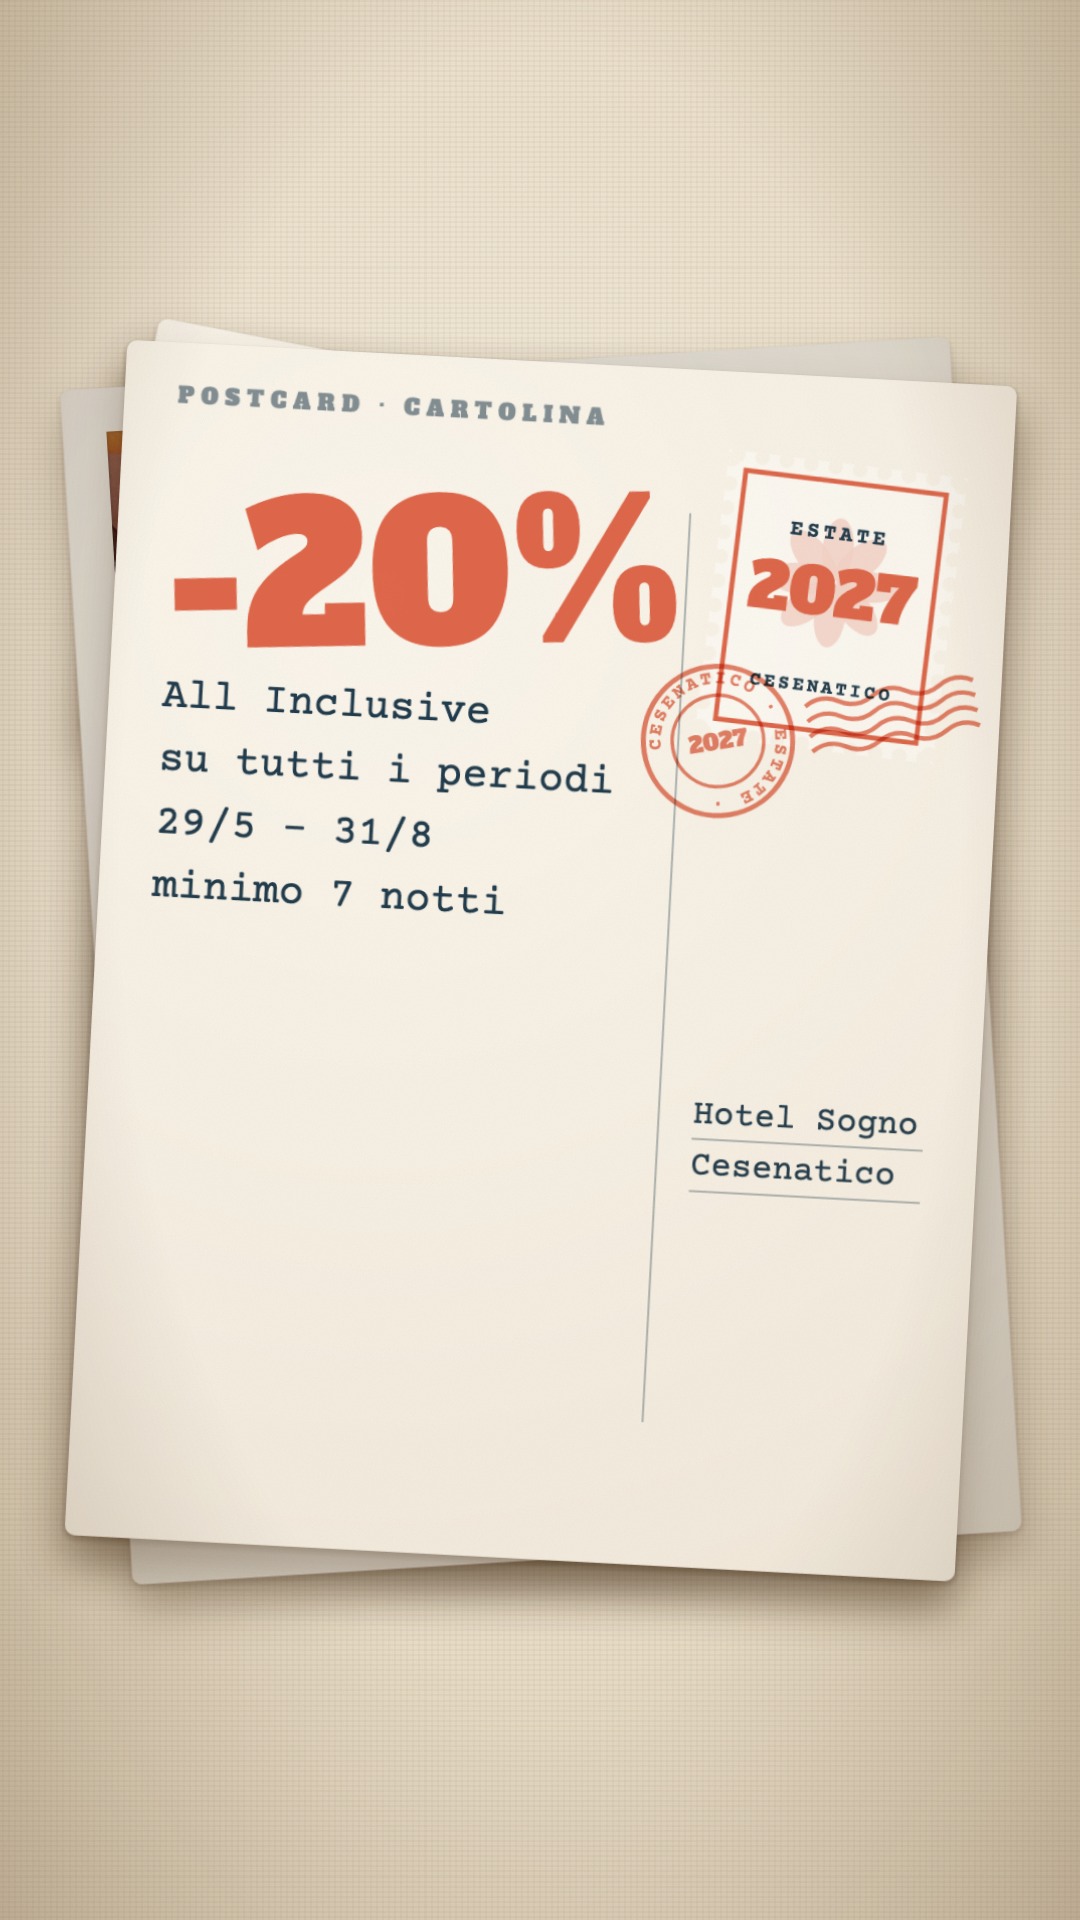 POSTCARD · CARTOLINA
-20%
All Inclusive
su tutti i periodi
29/5 – 31/8
minimo 7 notti
ESTATE
2027
CESENATICO
CESENATICO · ESTATE ·
2027
Hotel Sogno
Cesenatico